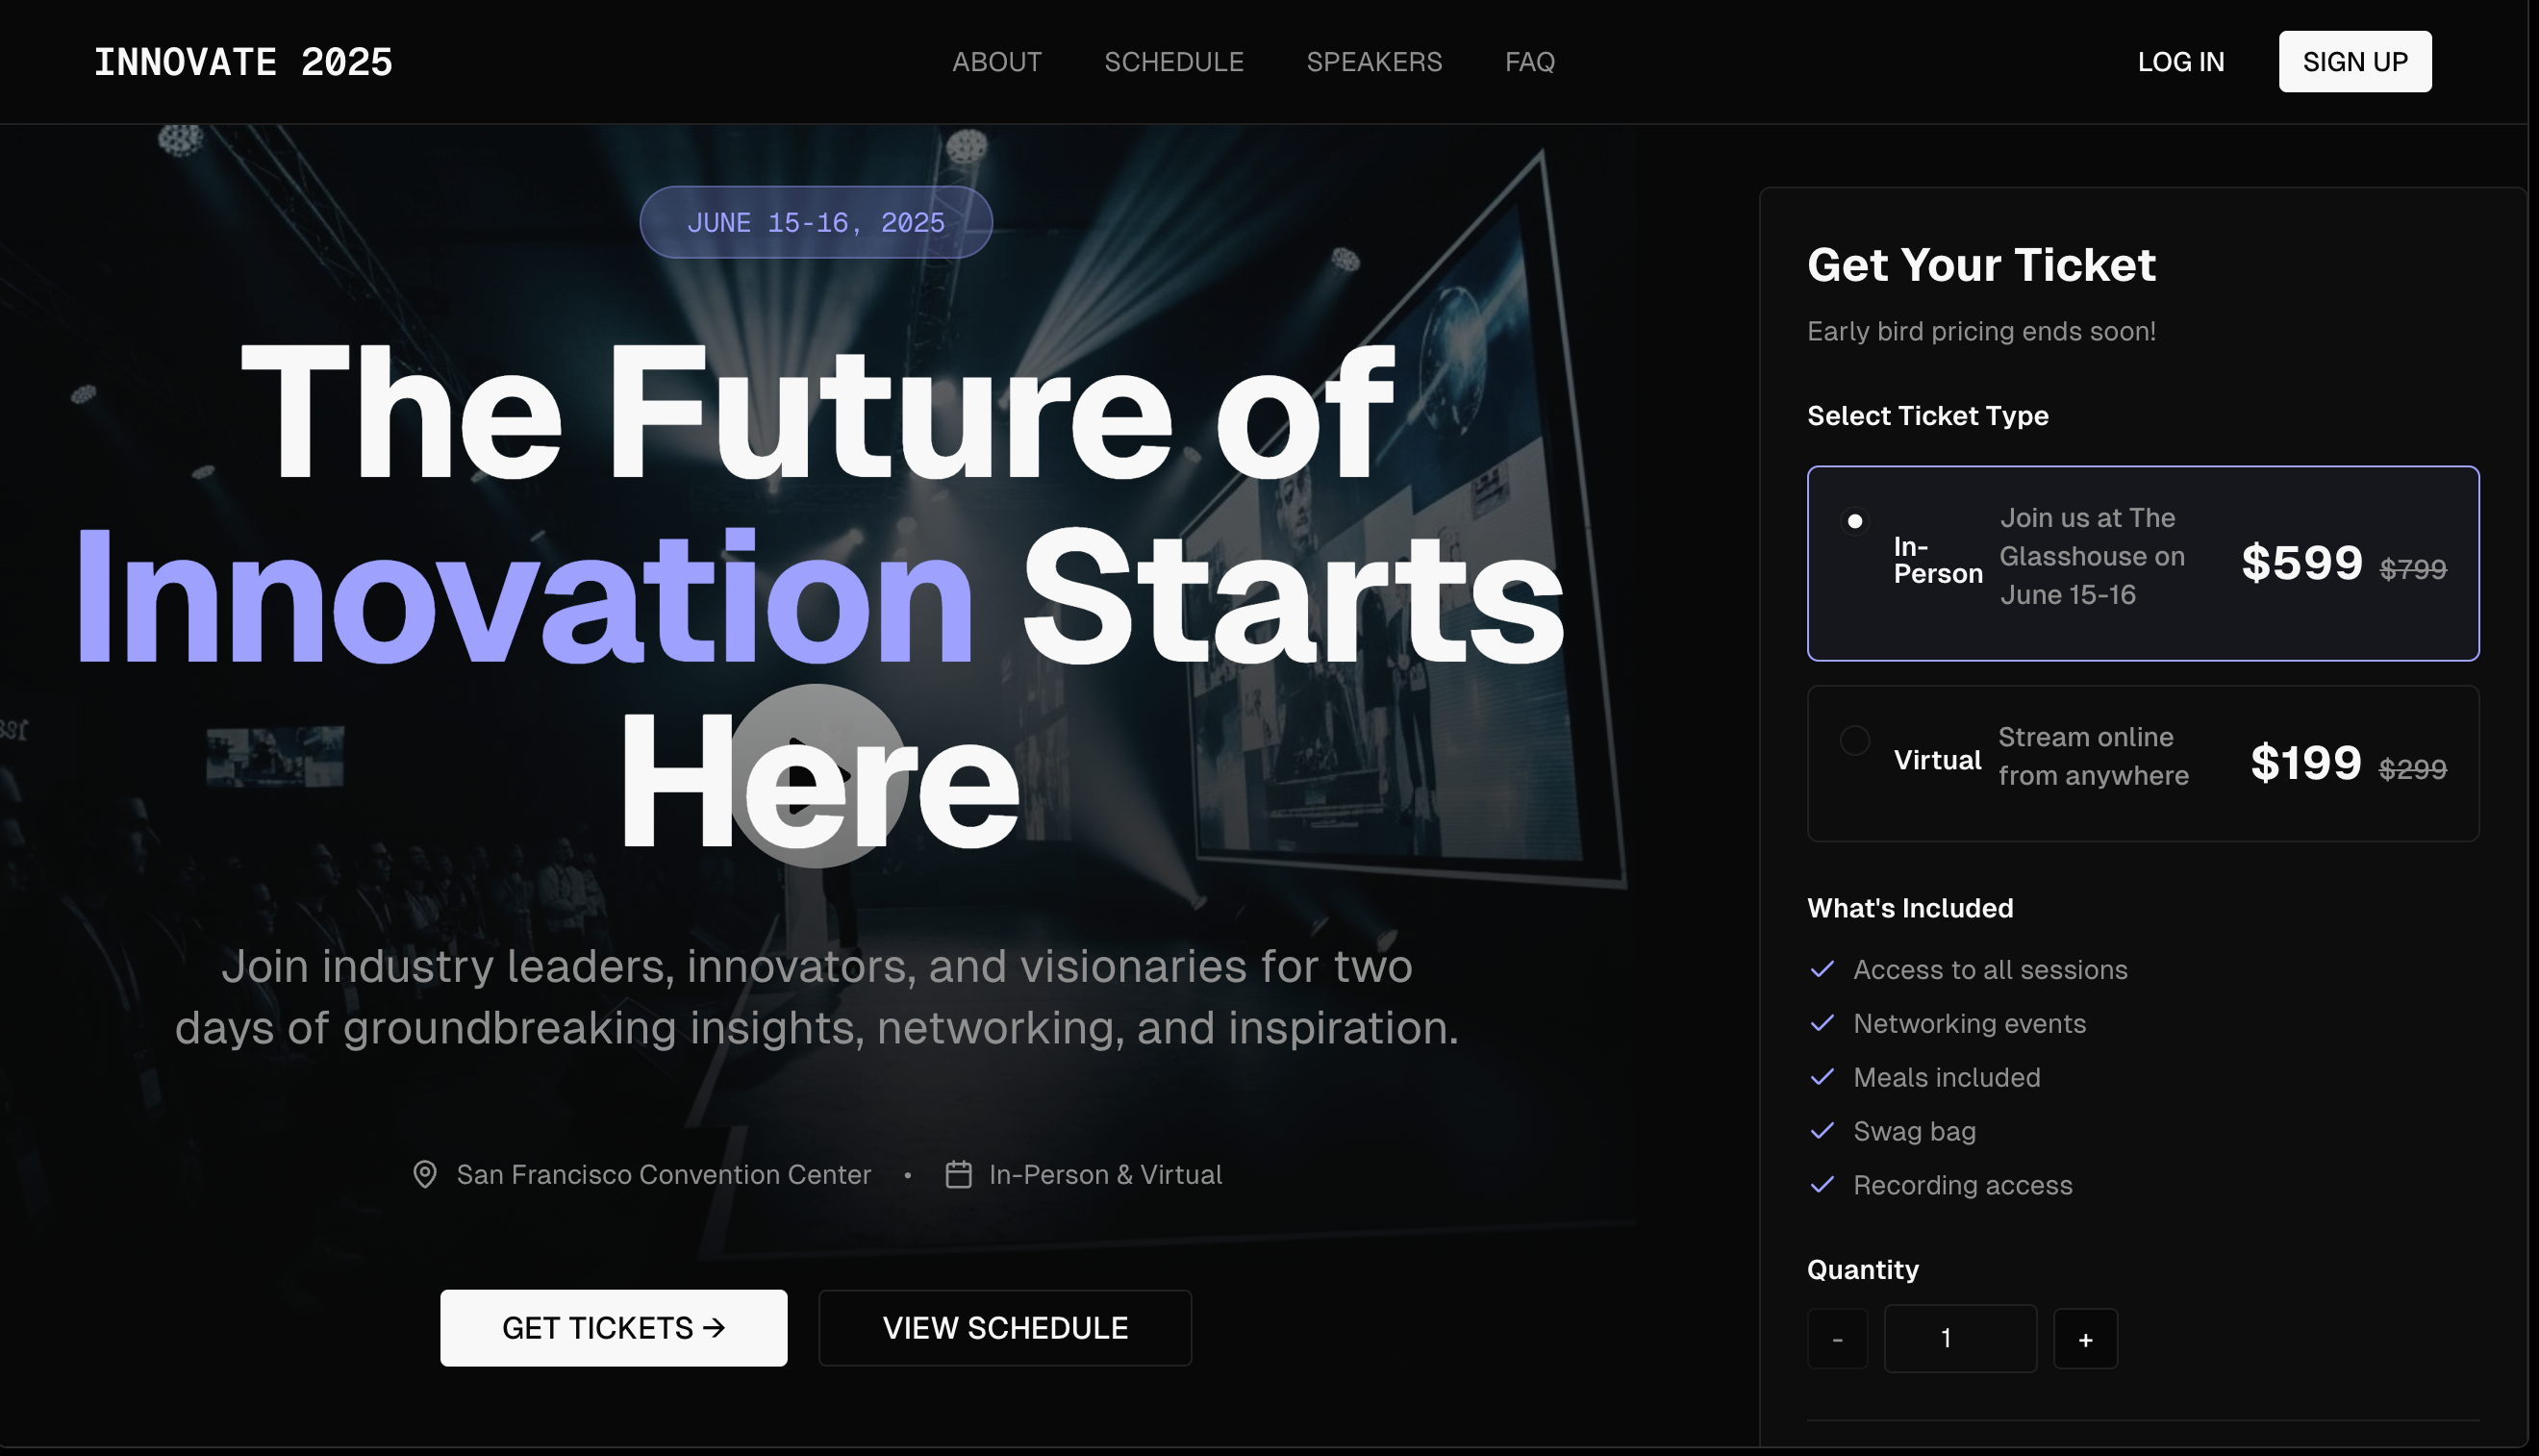 INNOVATE 2025
ABOUT SCHEDULE SPEAKERS FAQ
LOG IN
SIGN UP
JUNE 15-16, 2025
The Future of
Innovation Starts
Here
Join industry leaders, innovators, and visionaries for two
days of groundbreaking insights, networking, and inspiration.
San Francisco Convention Center • In-Person & Virtual
GET TICKETS →
VIEW SCHEDULE
Get Your Ticket
Early bird pricing ends soon!
Select Ticket Type
In-
Person
Join us at The
Glasshouse on
June 15-16
$599 $799
Virtual
Stream online
from anywhere
$199 $299
What's Included
Access to all sessions
Networking events
Meals included
Swag bag
Recording access
Quantity
- 1 +